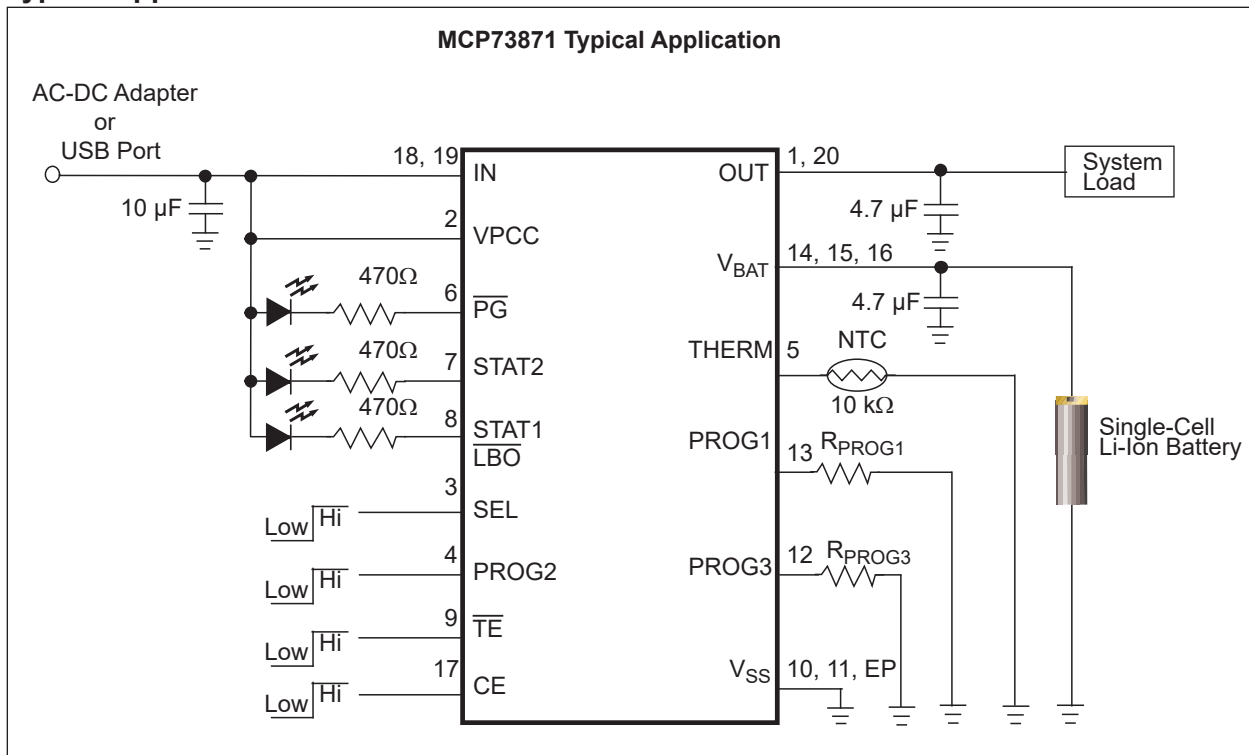 MCP73871 Typical Application
AC-DC Adapter
or
USB Port
18, 19
IN
1, 20
OUT
System
Load
10 µF
4.7 µF
2
VPCC
VBAT
14, 15, 16
4.7 µF
470Ω
6
PG
470Ω
7
STAT2
THERM
5
NTC
10 kΩ
470Ω
8
STAT1
LBO
PROG1
13
RPROG1
Single-Cell
Li-Ion Battery
3
SEL
Low Hi
4
PROG2
Low Hi
PROG3
12
RPROG3
9
TE
Low Hi
17
CE
Low Hi
VSS
10, 11, EP